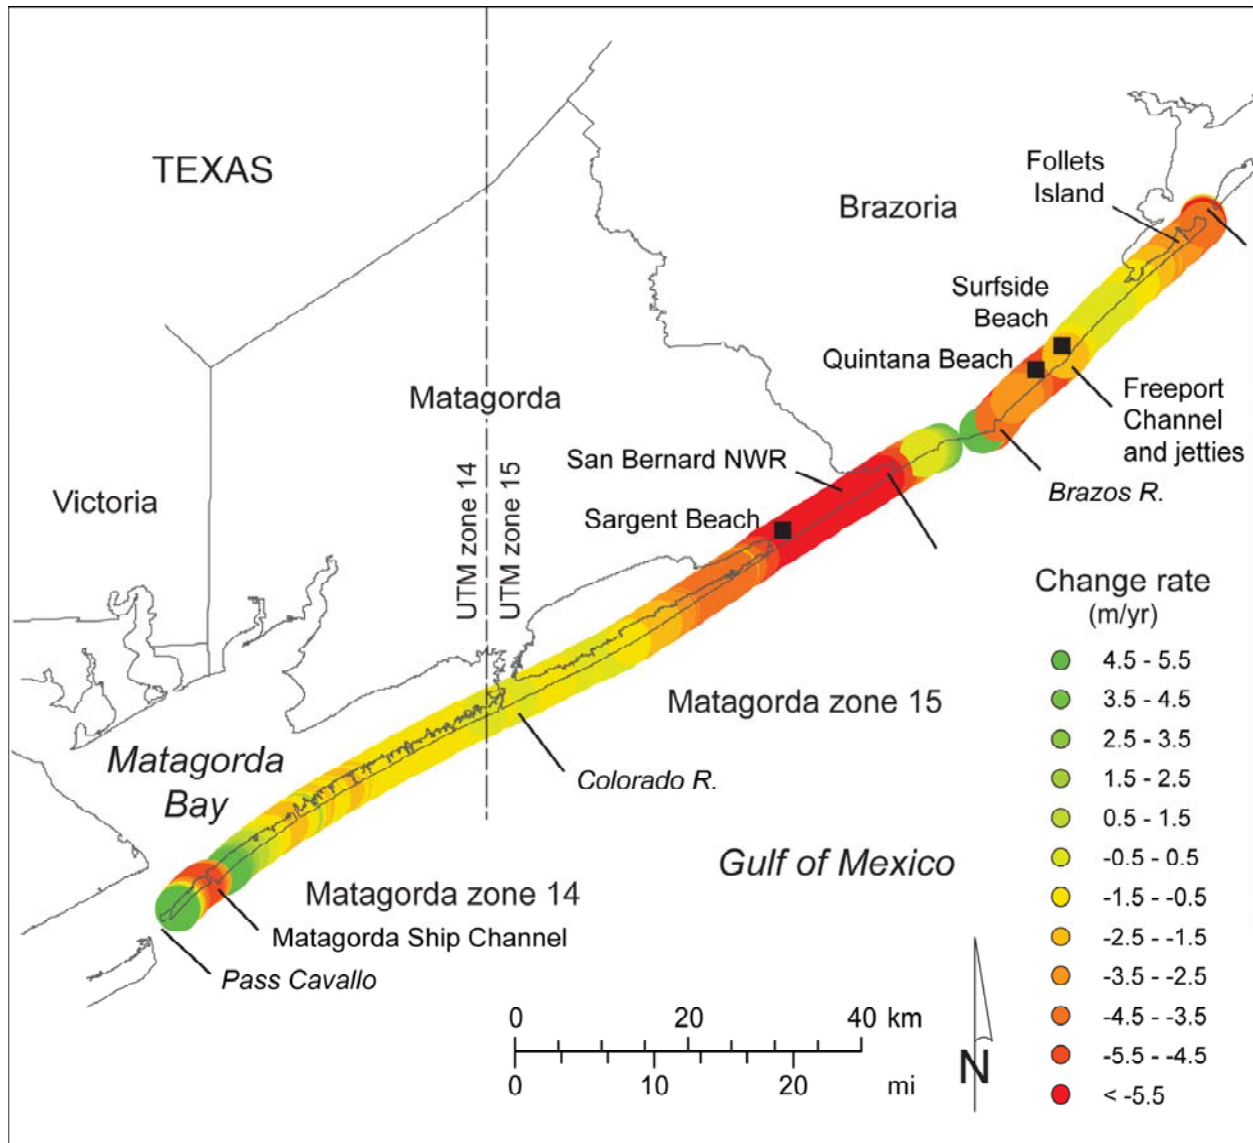 TEXAS
Follets
Island
Brazoria
Surfside
Beach
Quintana Beach
Freeport
Channel
and jetties
Matagorda
San Bernard NWR
Brazos R.
Victoria
UTM zone 14
UTM zone 15
Sargent Beach
Matagorda zone 15
Matagorda
Bay
Colorado R.
Gulf of Mexico
Matagorda zone 14
Matagorda Ship Channel
Pass Cavallo
Change rate
(m/yr)
4.5 - 5.5
3.5 - 4.5
2.5 - 3.5
1.5 - 2.5
0.5 - 1.5
-0.5 - 0.5
-1.5 - -0.5
-2.5 - -1.5
-3.5 - -2.5
-4.5 - -3.5
-5.5 - -4.5
< -5.5
0 20 40 km
0 10 20 mi
N